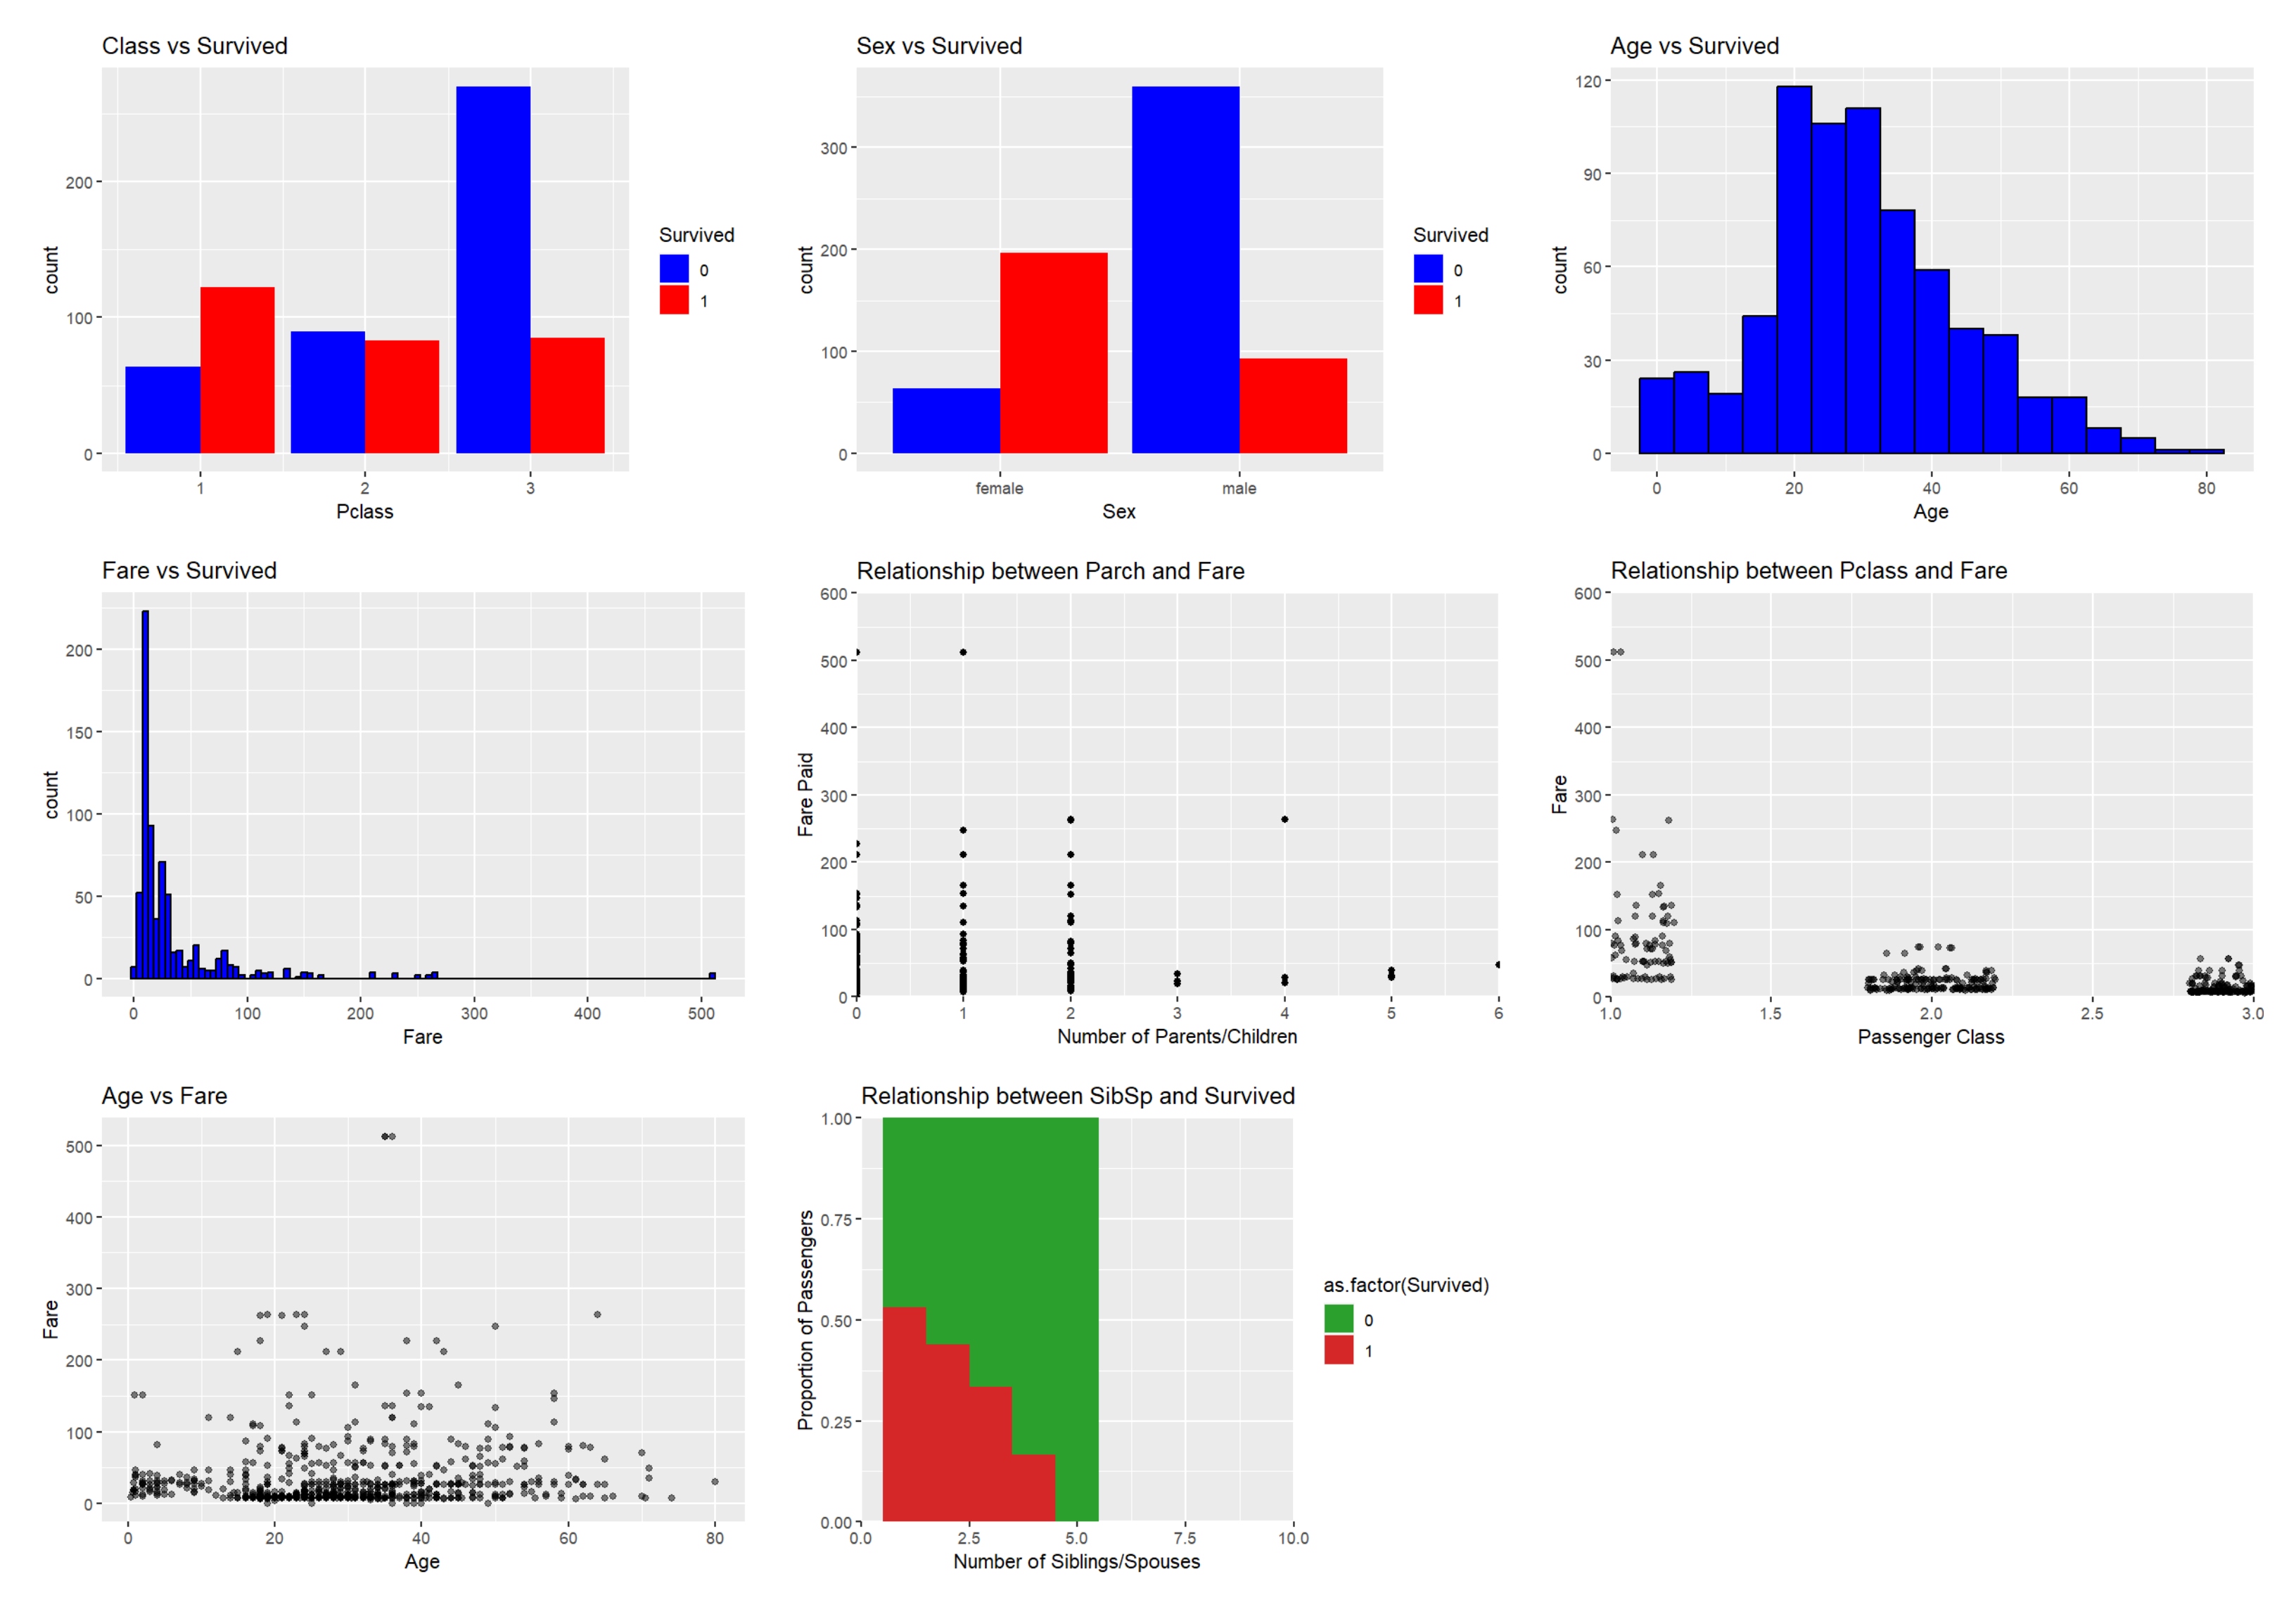 Class vs Survived
count
200
100
0
1
2
3
Pclass
Survived
0
1
Sex vs Survived
count
300
200
100
0
female
male
Sex
Survived
0
1
Age vs Survived
count
120
90
60
30
0
0
20
40
60
80
Age
Fare vs Survived
count
200
150
100
50
0
0
100
200
300
400
500
Fare
Relationship between Parch and Fare
Fare Paid
600
500
400
300
200
100
0
0
1
2
3
4
5
6
Number of Parents/Children
Relationship between Pclass and Fare
Fare
600
500
400
300
200
100
0
1.0
1.5
2.0
2.5
3.0
Passenger Class
Age vs Fare
Fare
500
400
300
200
100
0
0
20
40
60
80
Age
Relationship between SibSp and Survived
Proportion of Passengers
1.00
0.75
0.50
0.25
0.00
0.0
2.5
5.0
7.5
10.0
Number of Siblings/Spouses
as.factor(Survived)
0
1